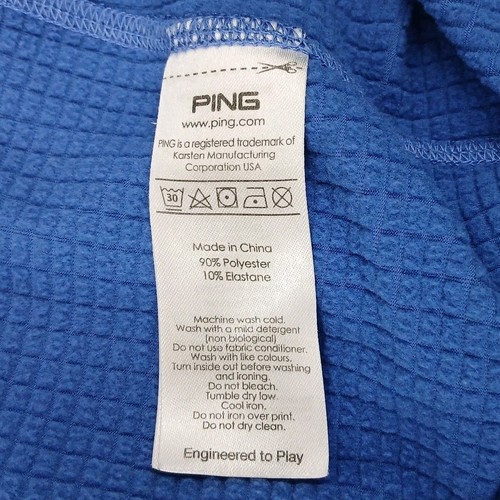 PING
www.ping.com
PING is a registered trademark of
Karsten Manufacturing
Corporation USA
30
Made in China
90% Polyester
10% Elastane
Machine wash cold.
Wash with a mild detergent
(non biological)
Do not use fabric conditioner.
Wash with like colours.
Turn inside out before washing
and ironing.
Do not bleach.
Tumble dry low.
Cool iron.
Do not iron over print.
Do not dry clean.
Engineered to Play